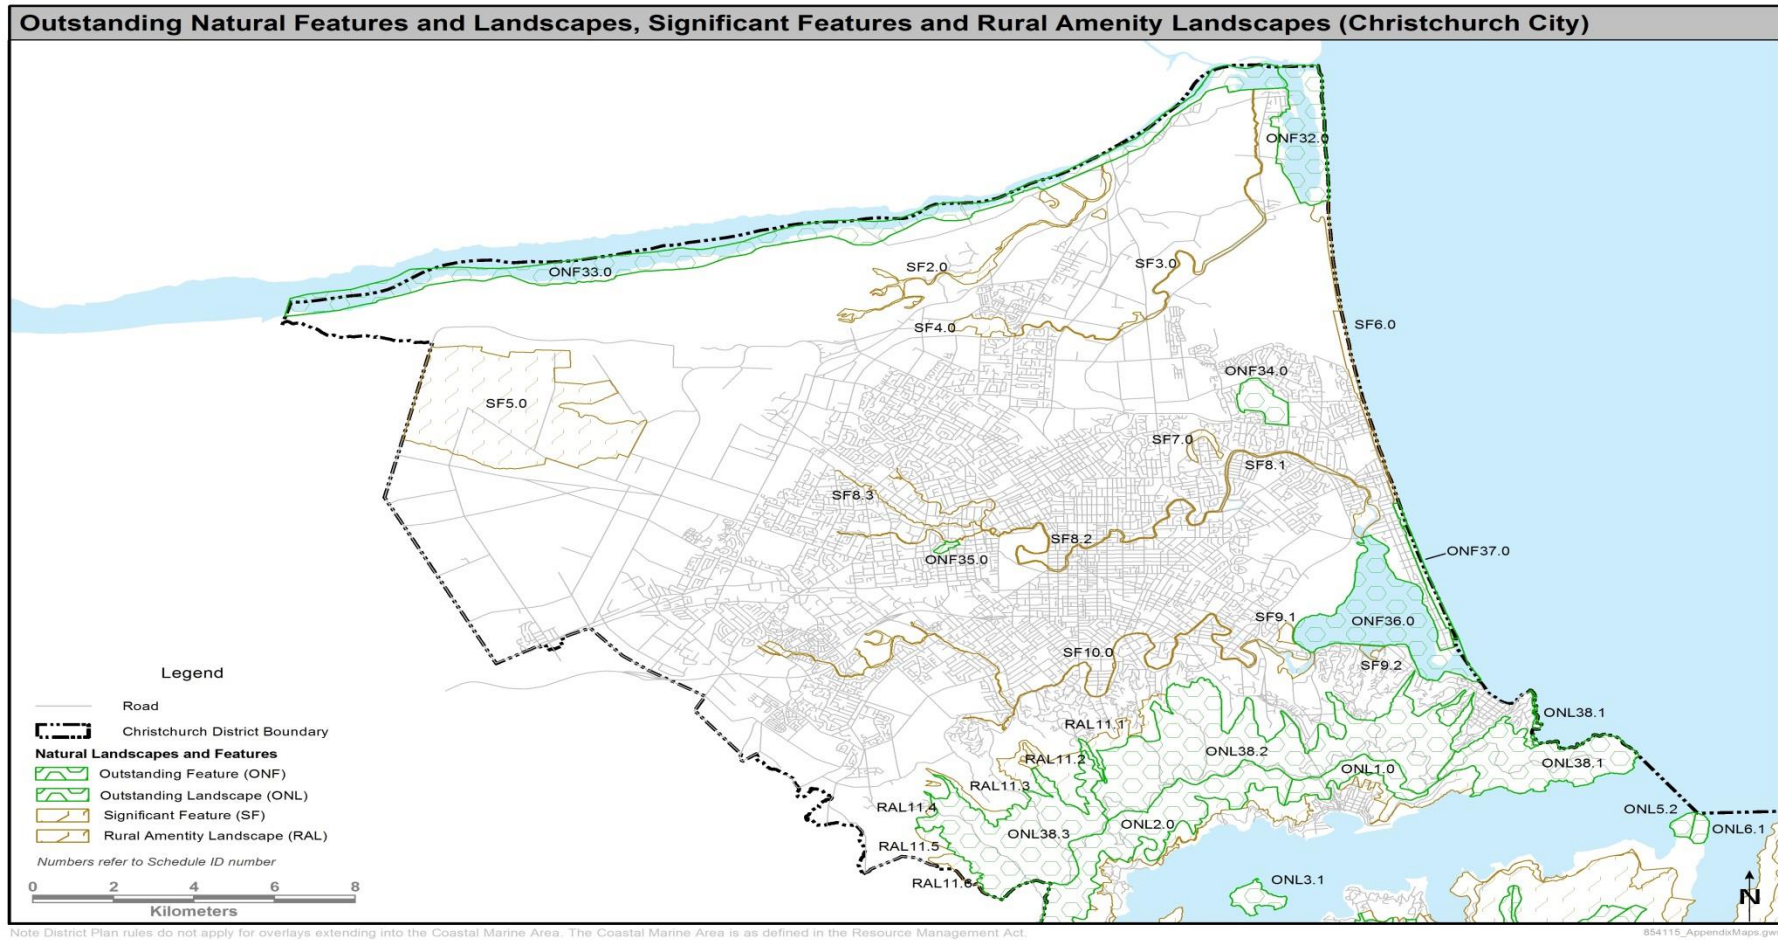 Outstanding Natural Features and Landscapes, Significant Features and Rural Amenity Landscapes (Christchurch City)
ONF32.0
ONF33.0
SF2.0
SF3.0
SF4.0
SF6.0
ONF34.0
SF5.0
SF7.0
SF8.1
SF8.3
SF8.2
ONF35.0
ONF37.0
SF9.1
ONF36.0
SF10.0
SF9.2
RAL11.1
ONL38.1
ONL38.2
RAL11.2
ONL1.0
ONL38.1
RAL11.3
RAL11.4
ONL2.0
ONL38.3
ONL5.2
ONL6.1
RAL11.5
RAL11.6
ONL3.1
Legend
Road
Christchurch District Boundary
Natural Landscapes and Features
Outstanding Feature (ONF)
Outstanding Landscape (ONL)
Significant Feature (SF)
Rural Amentity Landscape (RAL)
Numbers refer to Schedule ID number
0 2 4 6 8
Kilometers
N
Note District Plan rules do not apply for overlays extending into the Coastal Marine Area. The Coastal Marine Area is as defined in the Resource Management Act.
854115_AppendixMaps.gws